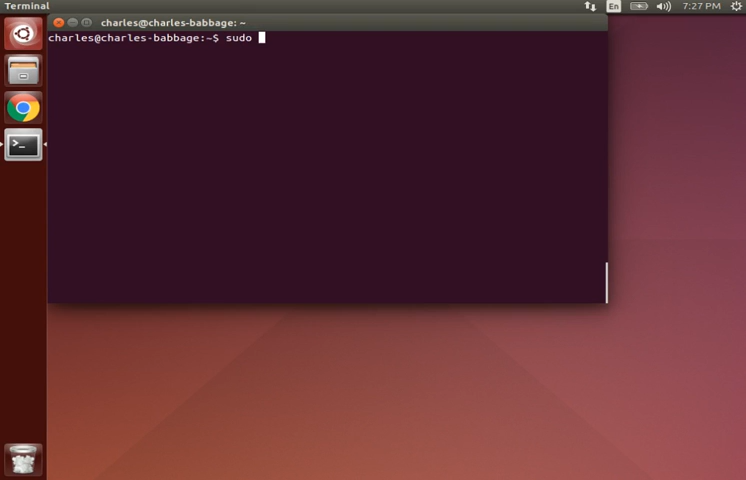 Terminal
En
7:27 PM
charles@charles-babbage: ~
charles@charles-babbage:~$ sudo
>_